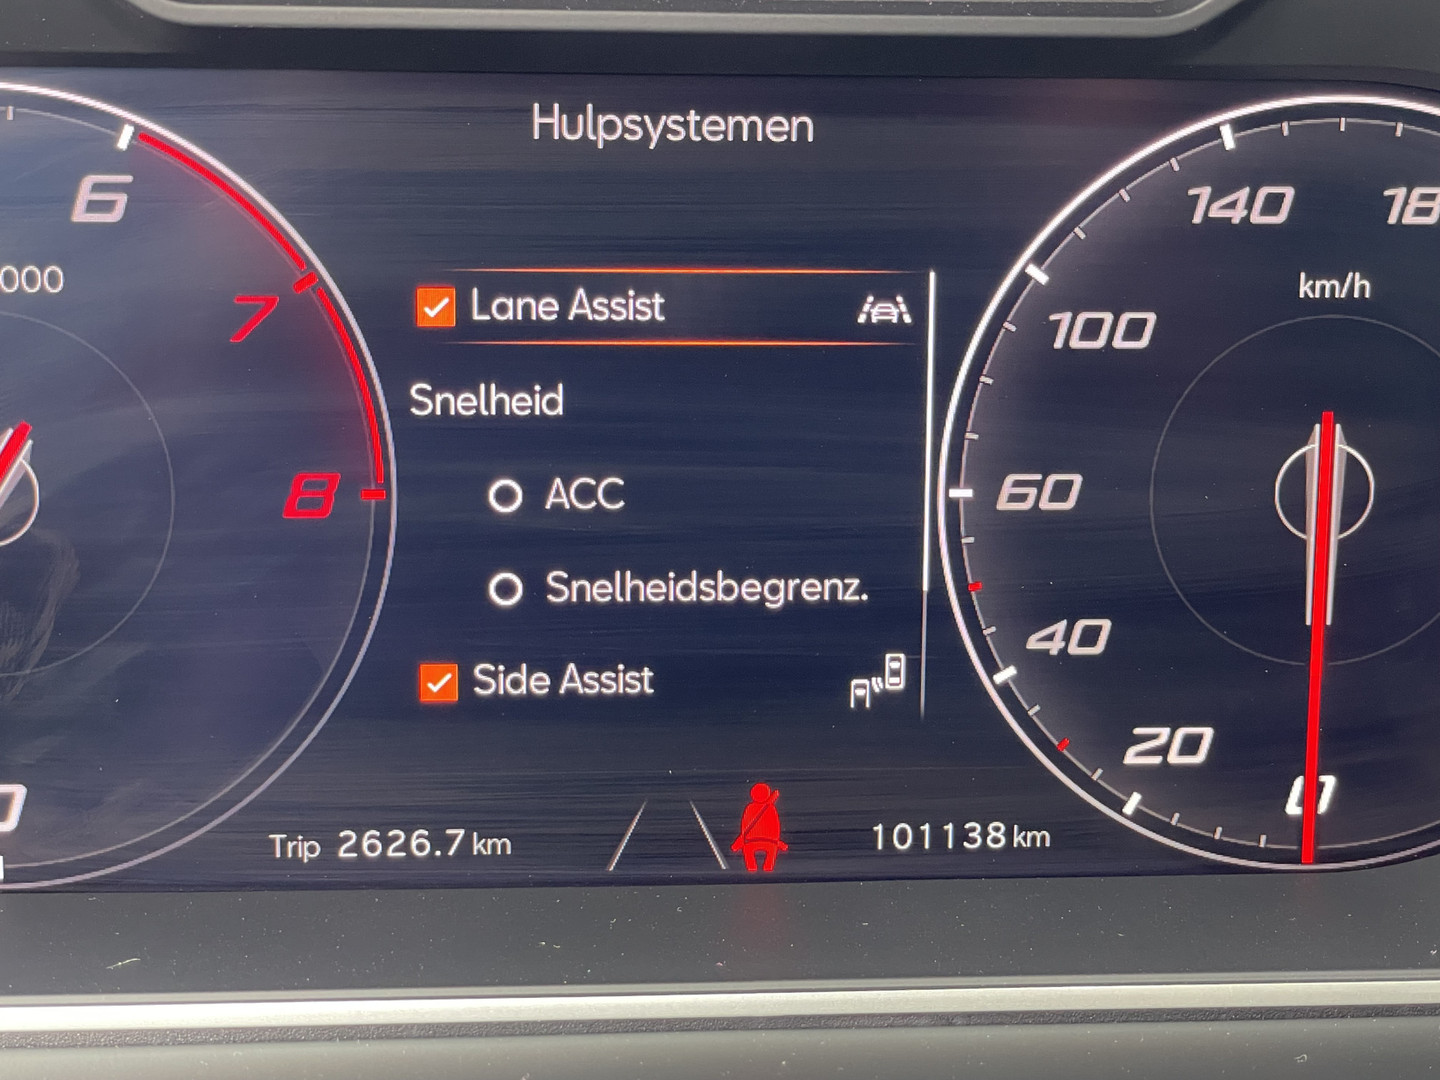 Hulpsystemen
6
000
7
8
Lane Assist
Snelheid
ACC
Snelheidsbegrenz.
Side Assist
Trip 2626.7 km
101138 km
140
km/h
100
60
40
20
0